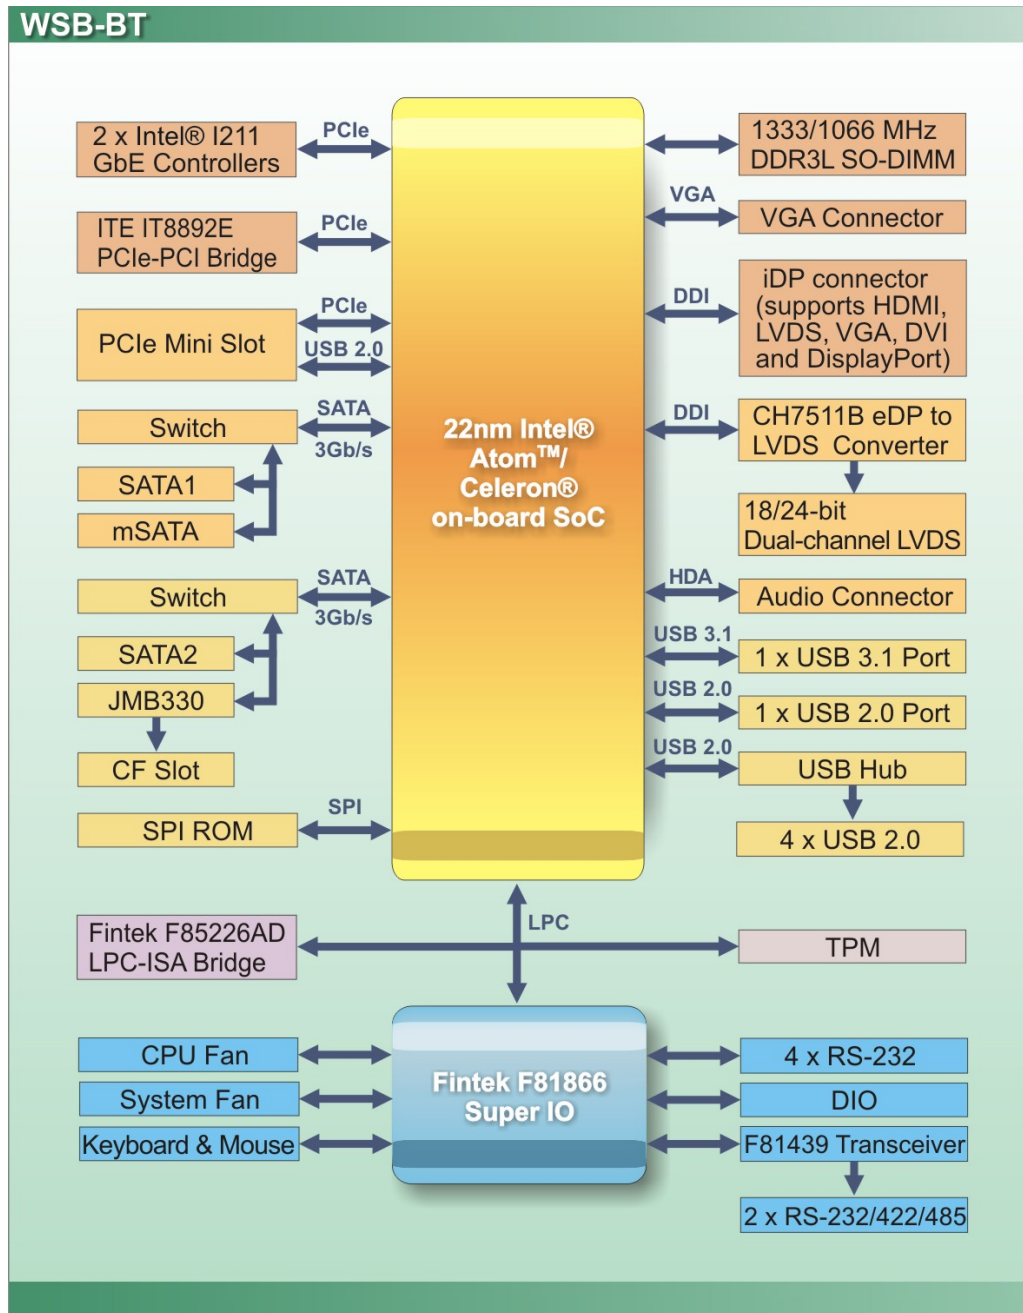 WSB-BT
2 x Intel® I211
GbE Controllers
PCIe
ITE IT8892E
PCIe-PCI Bridge
PCIe
PCIe Mini Slot
PCIe
USB 2.0
Switch
SATA
3Gb/s
SATA1
mSATA
Switch
SATA
3Gb/s
SATA2
JMB330
CF Slot
SPI ROM
SPI
22nm Intel®
Atom™/
Celeron®
on-board SoC
1333/1066 MHz
DDR3L SO-DIMM
VGA
VGA Connector
DDI
iDP connector
(supports HDMI,
LVDS, VGA, DVI
and DisplayPort)
DDI
CH7511B eDP to
LVDS Converter
18/24-bit
Dual-channel LVDS
HDA
Audio Connector
USB 3.1
1 x USB 3.1 Port
USB 2.0
1 x USB 2.0 Port
USB 2.0
USB Hub
4 x USB 2.0
LPC
Fintek F85226AD
LPC-ISA Bridge
TPM
CPU Fan
System Fan
Keyboard & Mouse
Fintek F81866
Super IO
4 x RS-232
DIO
F81439 Transceiver
2 x RS-232/422/485